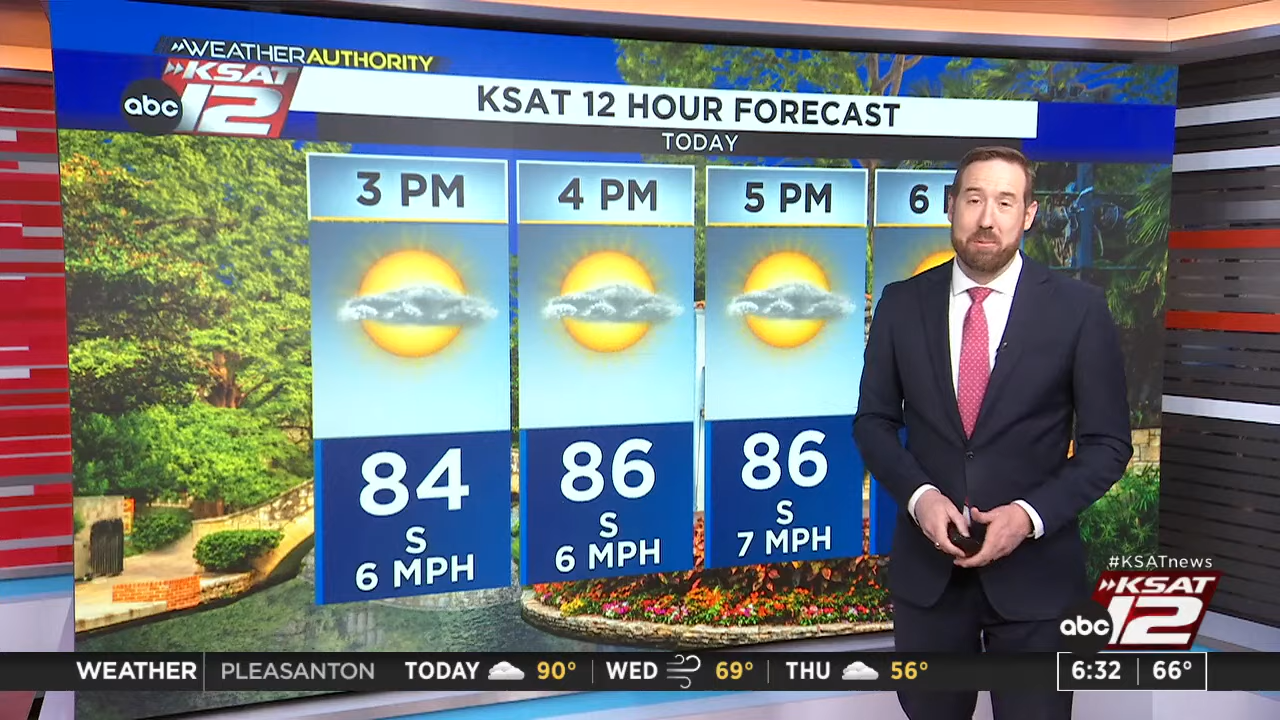 WEATHERAUTHORITY
KSAT
abc 12
KSAT 12 HOUR FORECAST
TODAY
3 PM
84
S
6 MPH
4 PM
86
S
6 MPH
5 PM
86
S
7 MPH
6
#KSATnews
KSAT
abc 12
WEATHER PLEASANTON TODAY 90° WED 69° THU 56° 6:32 66°